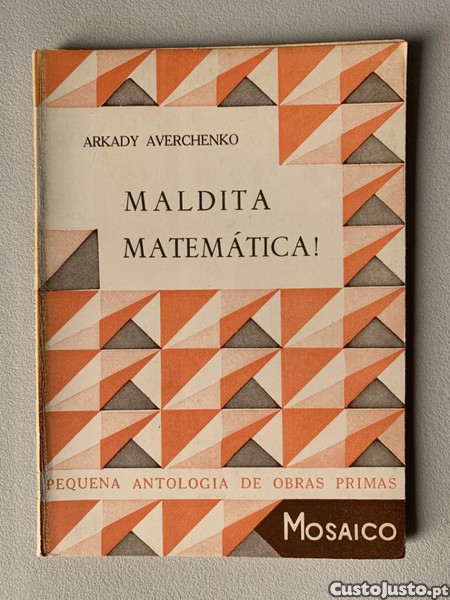 ARKADY AVERCHENKO
MALDITA
MATEMÁTICA!
PEQUENA ANTOLOGIA DE OBRAS PRIMAS
MOSAICO
CustoJusto.pt